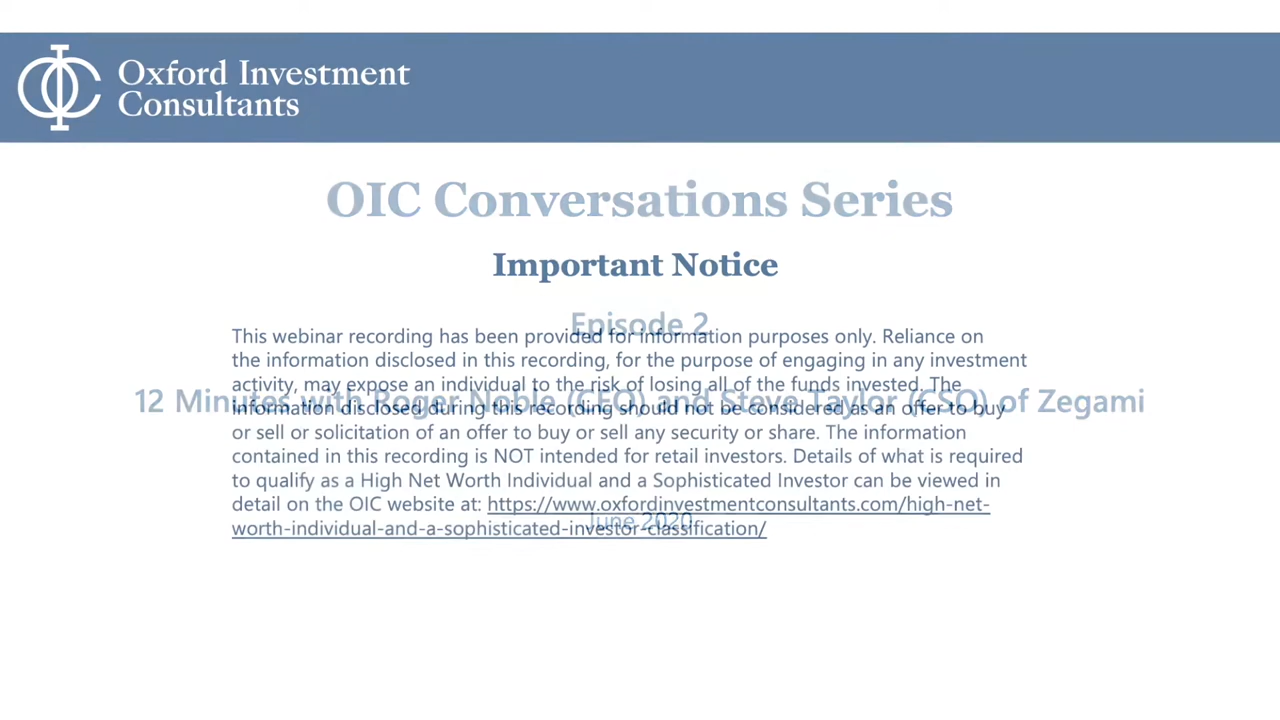 Oxford Investment
Consultants
OIC Conversations Series
Important Notice
Episode 2
This webinar recording has been provided for information purposes only. Reliance on
the information disclosed in this recording, for the purpose of engaging in any investment
activity, may expose an individual to the risk of losing all of the funds invested. The
12 Minutes with Roger Noble (CEO) and Steve Taylor (CSO) of Zegami
information disclosed during this recording should not be considered as an offer to buy
or sell or solicitation of an offer to buy or sell any security or share. The information
contained in this recording is NOT intended for retail investors. Details of what is required
to qualify as a High Net Worth Individual and a Sophisticated Investor can be viewed in
detail on the OIC website at: https://www.oxfordinvestmentconsultants.com/high-net-
June 2020
worth-individual-and-a-sophisticated-investor-classification/